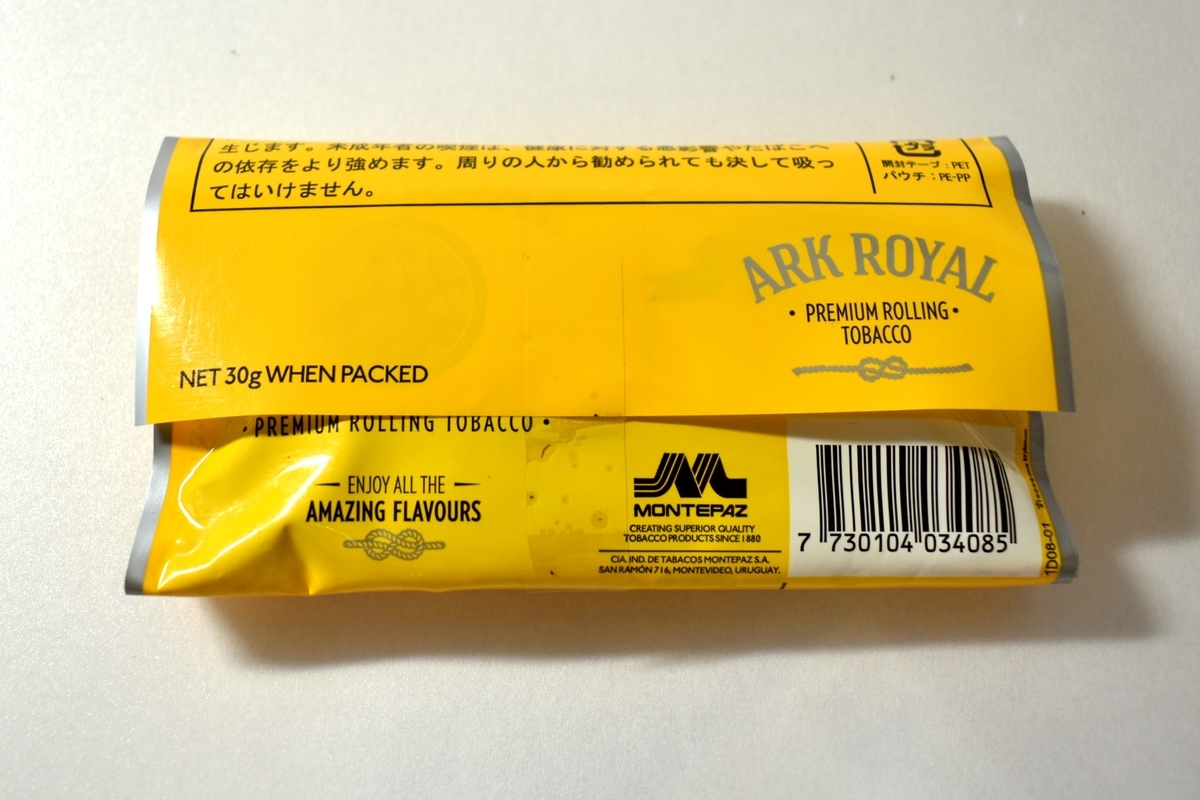 生じます。未成年者の喫煙は、健康に対する悪影響やたばこへ
の依存をより強めます。周りの人から勧められても決して吸っ
てはいけません。
プラ
開封テープ：PET
パウチ：PE-PP
ARK ROYAL
• PREMIUM ROLLING •
TOBACCO
NET 30g WHEN PACKED
• PREMIUM ROLLING TOBACCO •
ENJOY ALL THE
AMAZING FLAVOURS
MONTEPAZ
CREATING SUPERIOR QUALITY
TOBACCO PRODUCTS SINCE 1880
CIA. IND. DE TABACOS MONTEPAZ S.A.
SAN RAMÓN 716, MONTEVIDEO, URUGUAY.
7 730104 034085
1D08-01